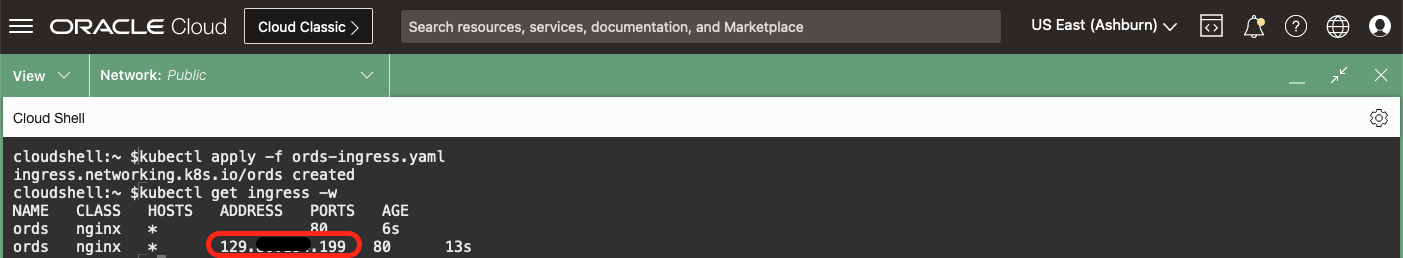 ORACLE Cloud Cloud Classic Search resources, services, documentation, and Marketplace US East (Ashburn)
View Network: Public
Cloud Shell
cloudshell:~ $kubectl apply -f ords-ingress.yaml
ingress.networking.k8s.io/ords created
cloudshell:~ $kubectl get ingress -w
NAME CLASS HOSTS ADDRESS PORTS AGE
ords nginx * 80 6s
ords nginx * 129. .199 80 13s